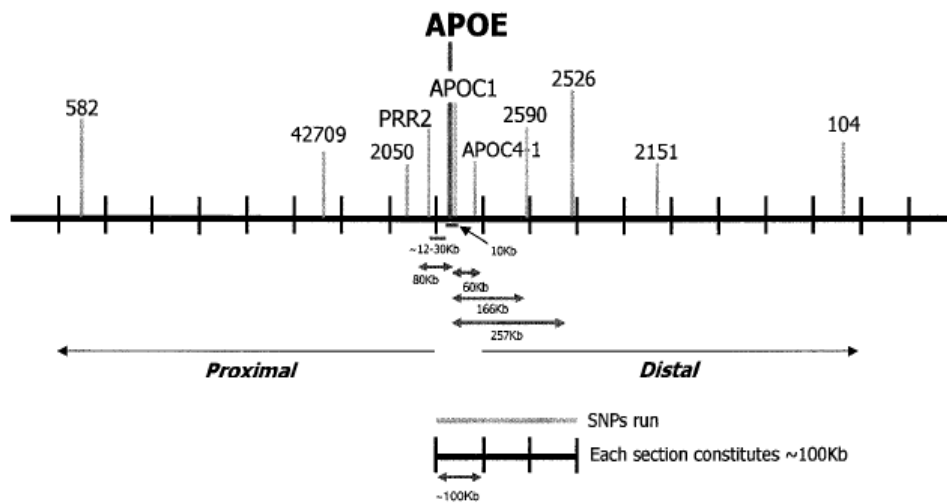 APOE
APOC1
2526
582
PRR2
2590
104
42709
2050
APOC4-1
2151
~12-30Kb
10Kb
80Kb
60Kb
166Kb
257Kb
Proximal
Distal
SNPs run
Each section constitutes ~100Kb
~100Kb